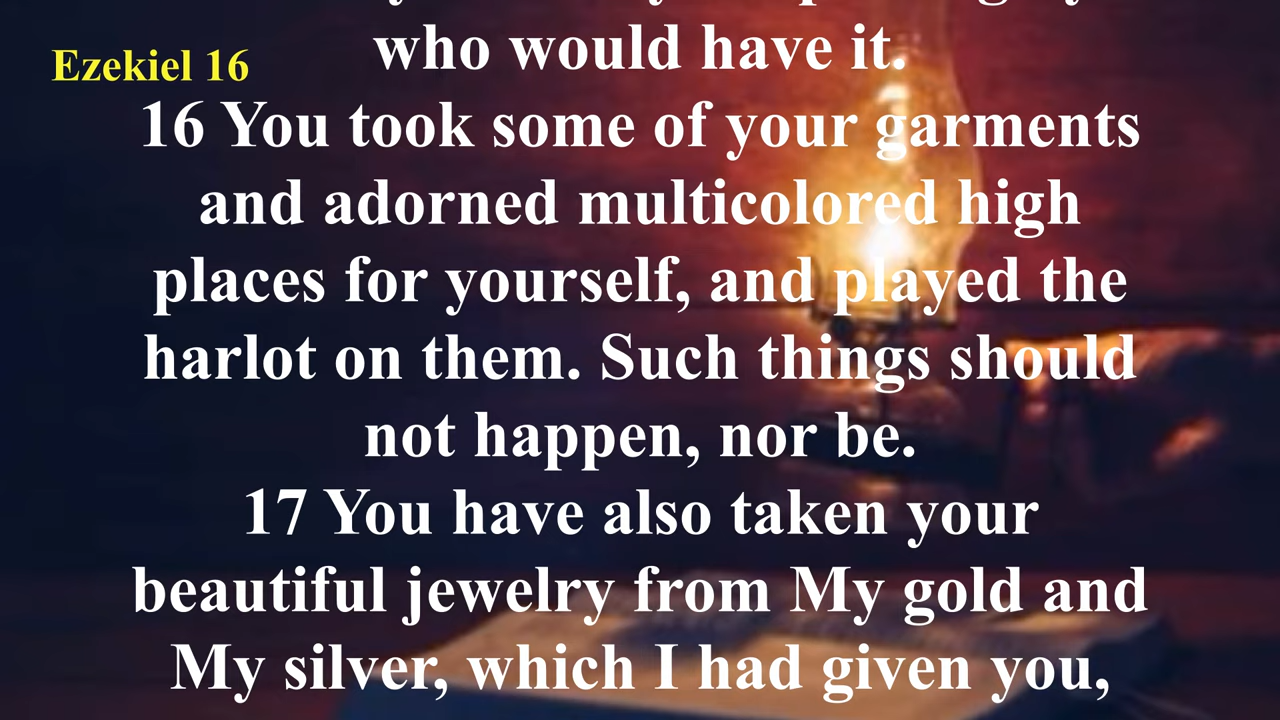 Ezekiel 16
who would have it.
16 You took some of your garments
and adorned multicolored high
places for yourself, and played the
harlot on them. Such things should
not happen, nor be.
17 You have also taken your
beautiful jewelry from My gold and
My silver, which I had given you,